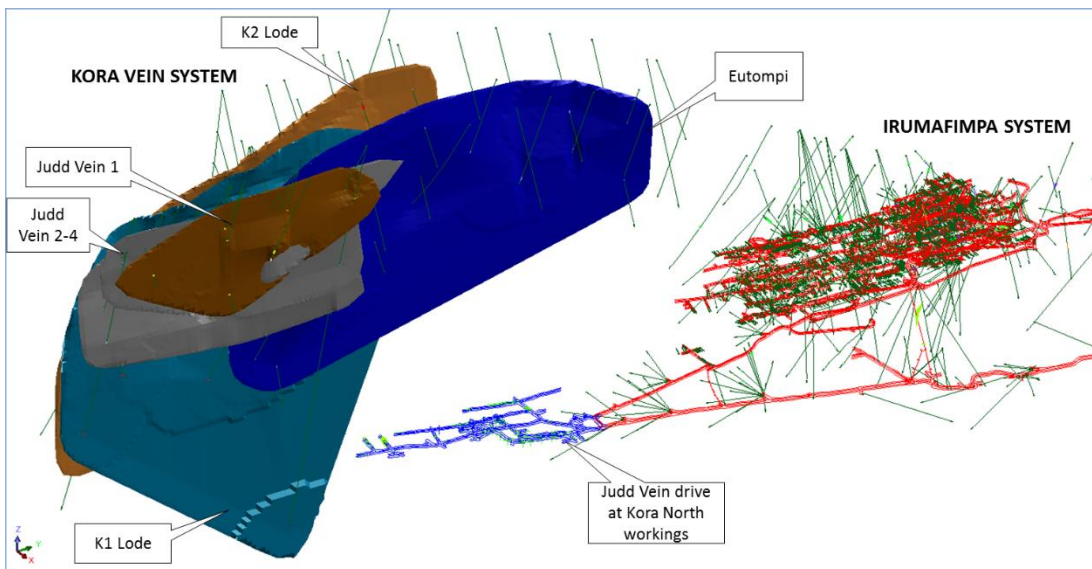 K2 Lode
KORA VEIN SYSTEM
Eutompi
IRUMAFIMPA SYSTEM
Judd Vein 1
Judd
Vein 2-4
Judd Vein drive
at Kora North
workings
K1 Lode
Z
Y
X